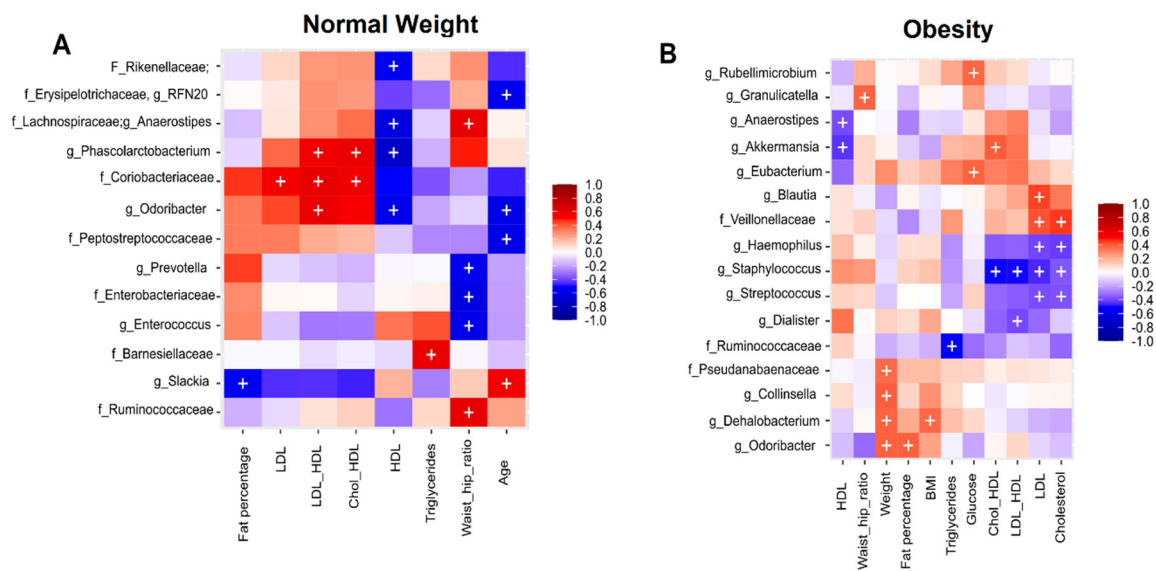 Normal Weight
A
F_Rikenellaceae;
f_Erysipelotrichaceae, g_RFN20
f_Lachnospiraceae;g_Anaerostipes
g_Phascolarctobacterium
f_Coriobacteriaceae
g_Odoribacter
f_Peptostreptococcaceae
g_Prevotella
f_Enterobacteriaceae
g_Enterococcus
f_Barnesiellaceae
g_Slackia
f_Ruminococcaceae
Fat percentage
LDL
LDL_HDL
Chol_HDL
HDL
Triglycerides
Waist_hip_ratio
Age
1.0
0.8
0.6
0.4
0.2
0.0
-0.2
-0.4
-0.6
-0.8
-1.0
Obesity
B
g_Rubellimicrobium
g_Granulicatella
g_Anaerostipes
g_Akkermansia
g_Eubacterium
g_Blautia
f_Veillonellaceae
g_Haemophilus
g_Staphylococcus
g_Streptococcus
g_Dialister
f_Ruminococcaceae
f_Pseudanabaenaceae
g_Collinsella
g_Dehalobacterium
g_Odoribacter
HDL
Waist_hip_ratio
Weight
Fat percentage
BMI
Triglycerides
Glucose
Chol_HDL
LDL_HDL
LDL
Cholesterol
1.0
0.8
0.6
0.4
0.2
0.0
-0.2
-0.4
-0.6
-0.8
-1.0